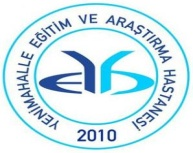 YENİMAHALLE EĞİTİM VE ARAŞTIRMA HASTANESİ
2010